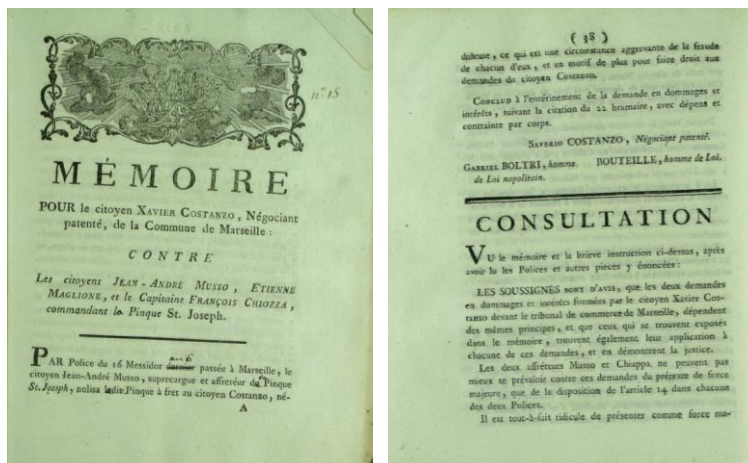 n.° 15
MÉMOIRE
POUR le citoyen XAVIER COSTANZO, Négociant
patenté, de la Commune de Marseille :
CONTRE
Les citoyens JEAN-ANDRÉ MUSSO, ETIENNE
MAGLIONE, et le Capitaine FRANÇOIS CHIOZZA,
commandant la Pinque St. Joseph.
an 6
PAR Police du 16 Messidor dernier passée à Marseille, le
citoyen Jean-André Musso, suprecargue et affréteur du Pinque
St. Joseph, nolisa ladite Pinque à fret au citoyen Costanzo, né-
A
( 38 )
duleuse, ce qui est une circonstance aggravante de la fraude
de chacun d'eux, et un motif de plus pour faire droit aux
demandes du citoyen Costanzo.
CONCLUD à l'entérinement de la demande en dommages et
intérêts, suivant la citation du 22 brumaire, avec dépens et
contrainte par corps.
SAVERIO COSTANZO, Négociant patenté.
GABRIEL BOLTRI, homme BOUTEILLE, homme de Loi.
de Loi napolitain.
CONSULTATION
VU le mémoire et la brieve instruction ci-dessus, après
avoir lu les Polices et autres pieces y énoncées :
LES SOUSSIGNÉS SONT D'AVIS, que les deux demandes
en dommages et intérêts formées par le citoyen Xavier Cos-
tanzo devant le tribunal de commerce de Marseille, dépendent
des mêmes principes, et que ceux qui se trouvent exposés
dans le mémoire, trouvent également leur application à
chacune de ces demandes, et en démontrent la justice.
Les deux affréteurs Musso et Chiappa ne peuvent pas
mieux se prévaloir contre ces demandes du prétexte de force
majeure, que de la disposition de l'article 14 dans chacune
des deux Polices.
Il est tout-à-fait ridicule de présenter comme force ma-